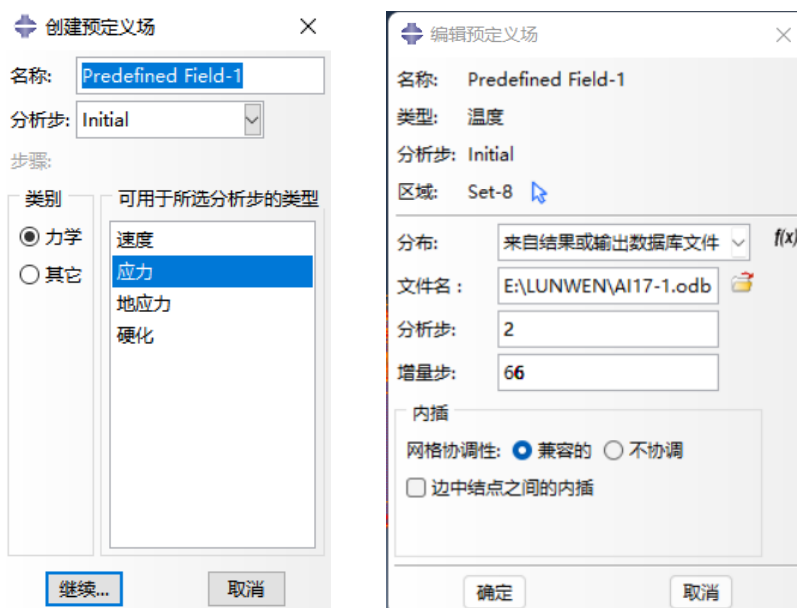 创建预定义场
名称: Predefined Field-1
分析步: Initial
步骤:
类别
可用于所选分析步的类型
力学
其它
速度
应力
地应力
硬化
继续...
取消
编辑预定义场
名称: Predefined Field-1
类型: 温度
分析步: Initial
区域: Set-8
分布: 来自结果或输出数据库文件 f(x)
文件名: E:\LUNWEN\AI17-1.odb
分析步: 2
增量步: 66
内插
网格协调性: 兼容的 不协调
边中结点之间的内插
确定
取消